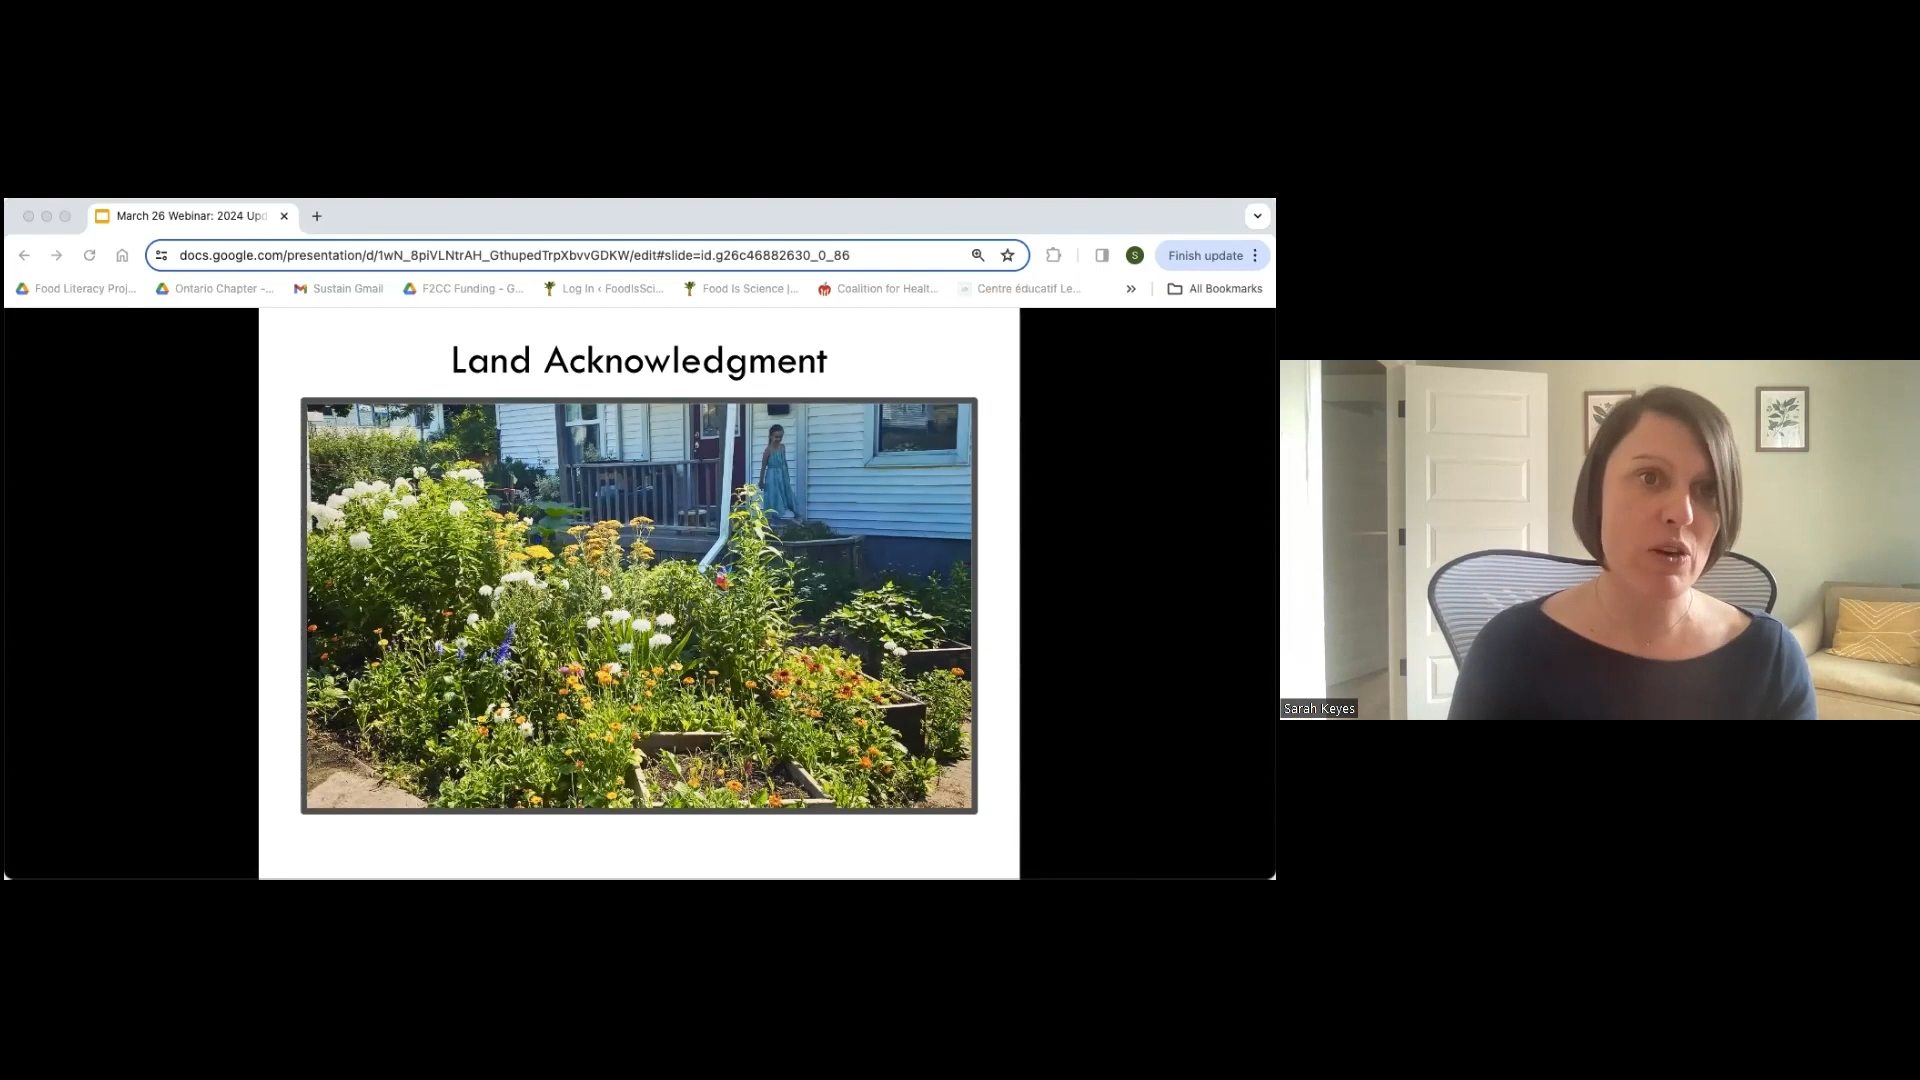 March 26 Webinar: 2024 Upd
docs.google.com/presentation/d/1wN_8piVLNtrAH_GthupedTrpXbvvGDKW/edit#slide=id.g26c46882630_0_86
S
Finish update
Food Literacy Proj...
Ontario Chapter -...
Sustain Gmail
F2CC Funding - G...
Log In ‹ FoodIsSci...
Food Is Science |...
Coalition for Healt...
Centre éducatif Le...
All Bookmarks
Land Acknowledgment
Sarah Keyes